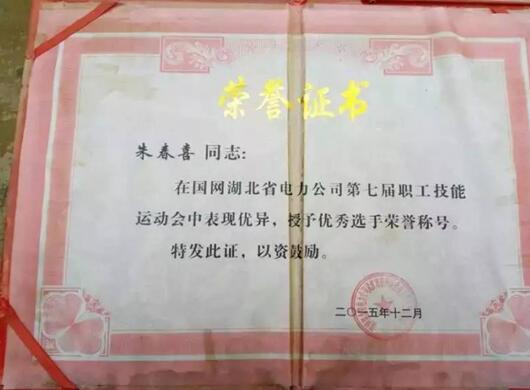 荣誉证书
朱春喜 同志:
在国网湖北省电力公司第七届职工技能
运动会中表现优异，授予优秀选手荣誉称号。
特发此证，以资鼓励。
二〇一五年十二月